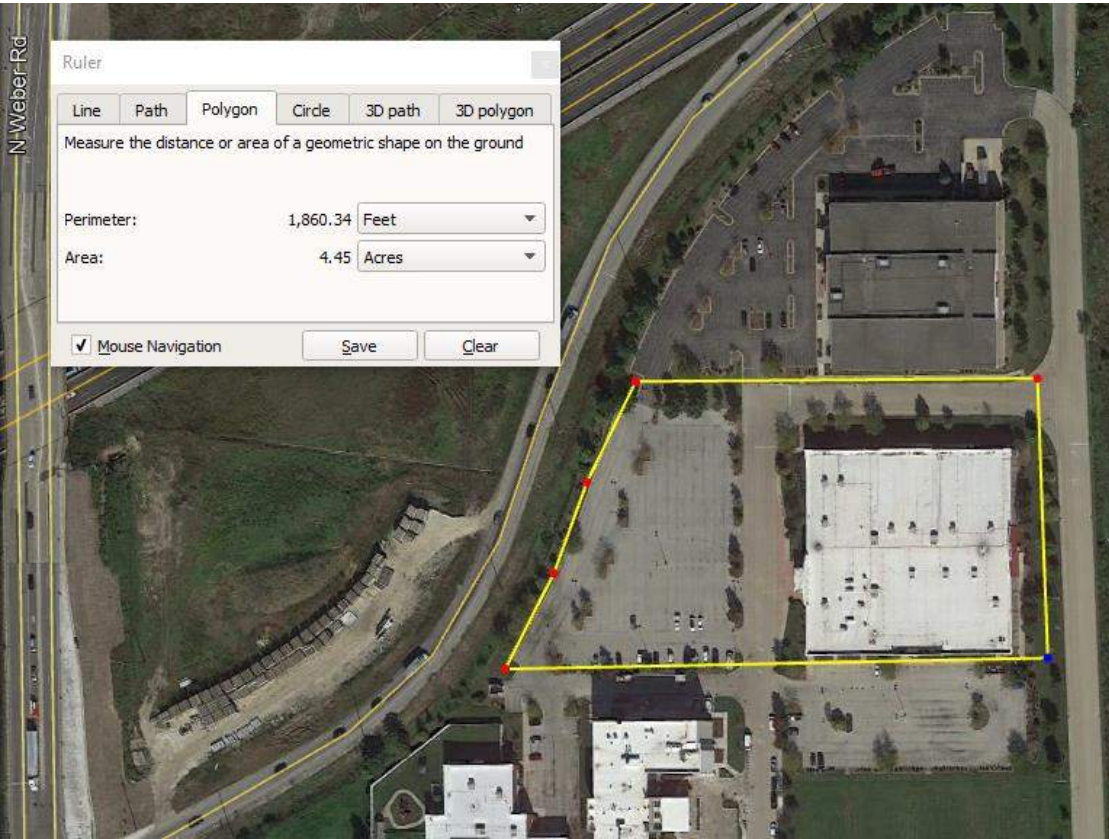 N Weber Rd
Ruler
Line Path Polygon Circle 3D path 3D polygon
Measure the distance or area of a geometric shape on the ground
Perimeter: 1,860.34 Feet
Area: 4.45 Acres
Mouse Navigation Save Clear